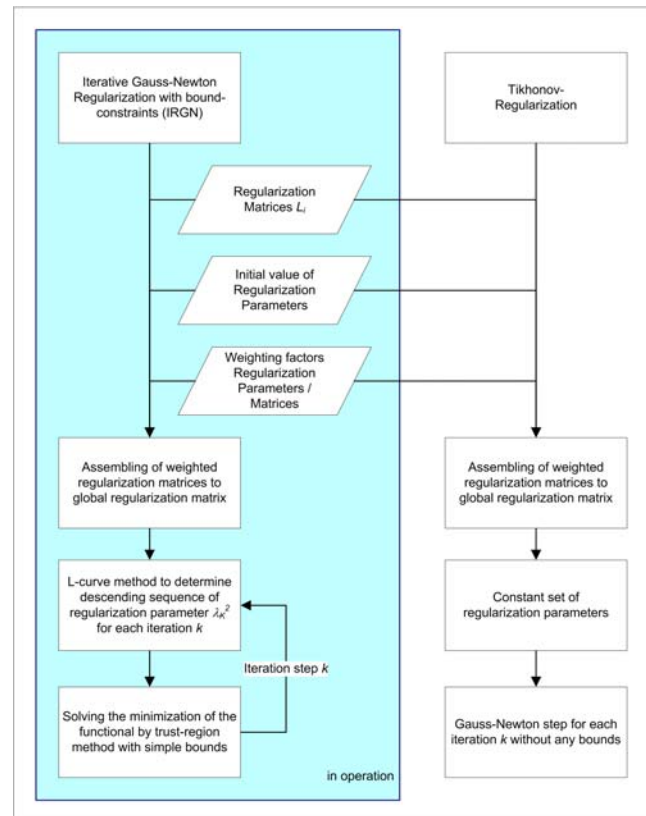 Iterative Gauss-Newton
Regularization with bound-
constraints (IRGN)
Tikhonov-
Regularization
Regularization
Matrices Li
Initial value of
Regularization
Parameters
Weighting factors
Regularization
Parameters /
Matrices
Assembling of weighted
regularization matrices to
global regularization matrix
Assembling of weighted
regularization matrices to
global regularization matrix
L-curve method to determine
descending sequence of
regularization parameter λK²
for each iteration k
Constant set of
regularization parameters
Iteration step k
Solving the minimization of the
functional by trust-region
method with simple bounds
Gauss-Newton step for each
iteration k without any bounds
in operation